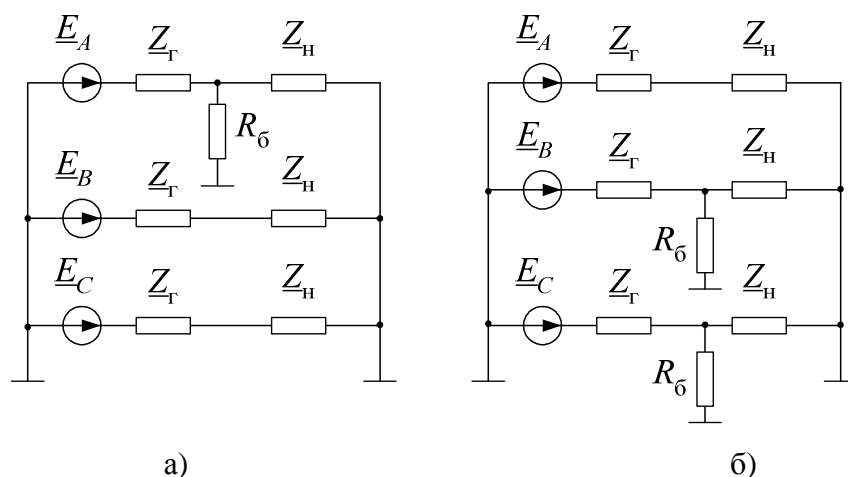 E_A Z_г Z_н E_A Z_г Z_н
R_б
E_B Z_г Z_н E_B Z_г Z_н
R_б
E_C Z_г Z_н E_C Z_г Z_н
R_б
а) б)